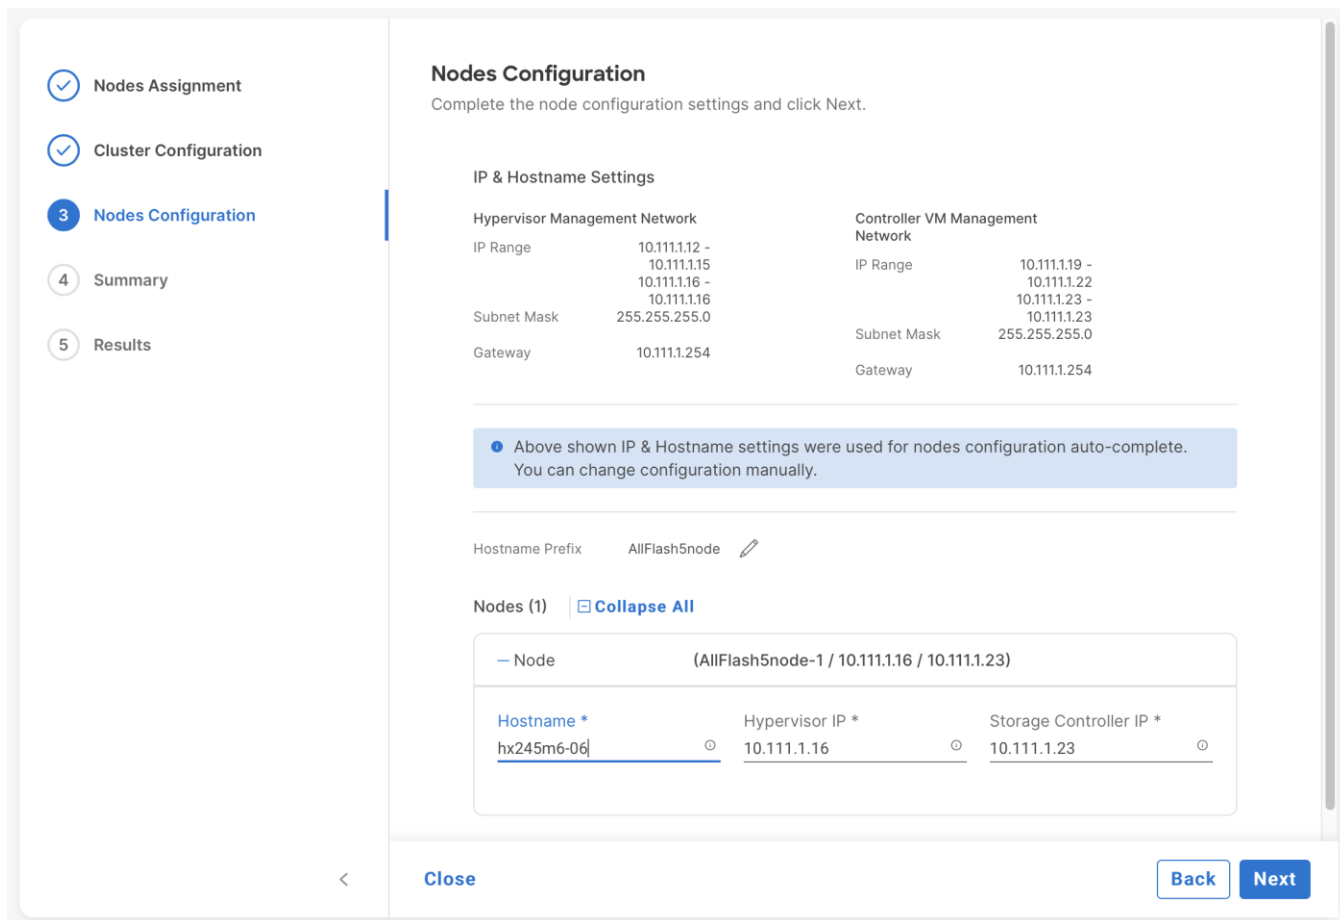 Nodes Assignment
Cluster Configuration
3 Nodes Configuration
4 Summary
5 Results
Nodes Configuration
Complete the node configuration settings and click Next.
IP & Hostname Settings
Hypervisor Management Network
IP Range 10.111.1.12 -
10.111.1.15
10.111.1.16 -
10.111.1.16
Subnet Mask 255.255.255.0
Gateway 10.111.1.254
Controller VM Management
Network
IP Range 10.111.1.19 -
10.111.1.22
10.111.1.23 -
10.111.1.23
Subnet Mask 255.255.255.0
Gateway 10.111.1.254
Above shown IP & Hostname settings were used for nodes configuration auto-complete.
You can change configuration manually.
Hostname Prefix AllFlash5node
Nodes (1) Collapse All
Node (AllFlash5node-1 / 10.111.1.16 / 10.111.1.23)
Hostname * Hypervisor IP * Storage Controller IP *
hx245m6-06 10.111.1.16 10.111.1.23
Close Back Next